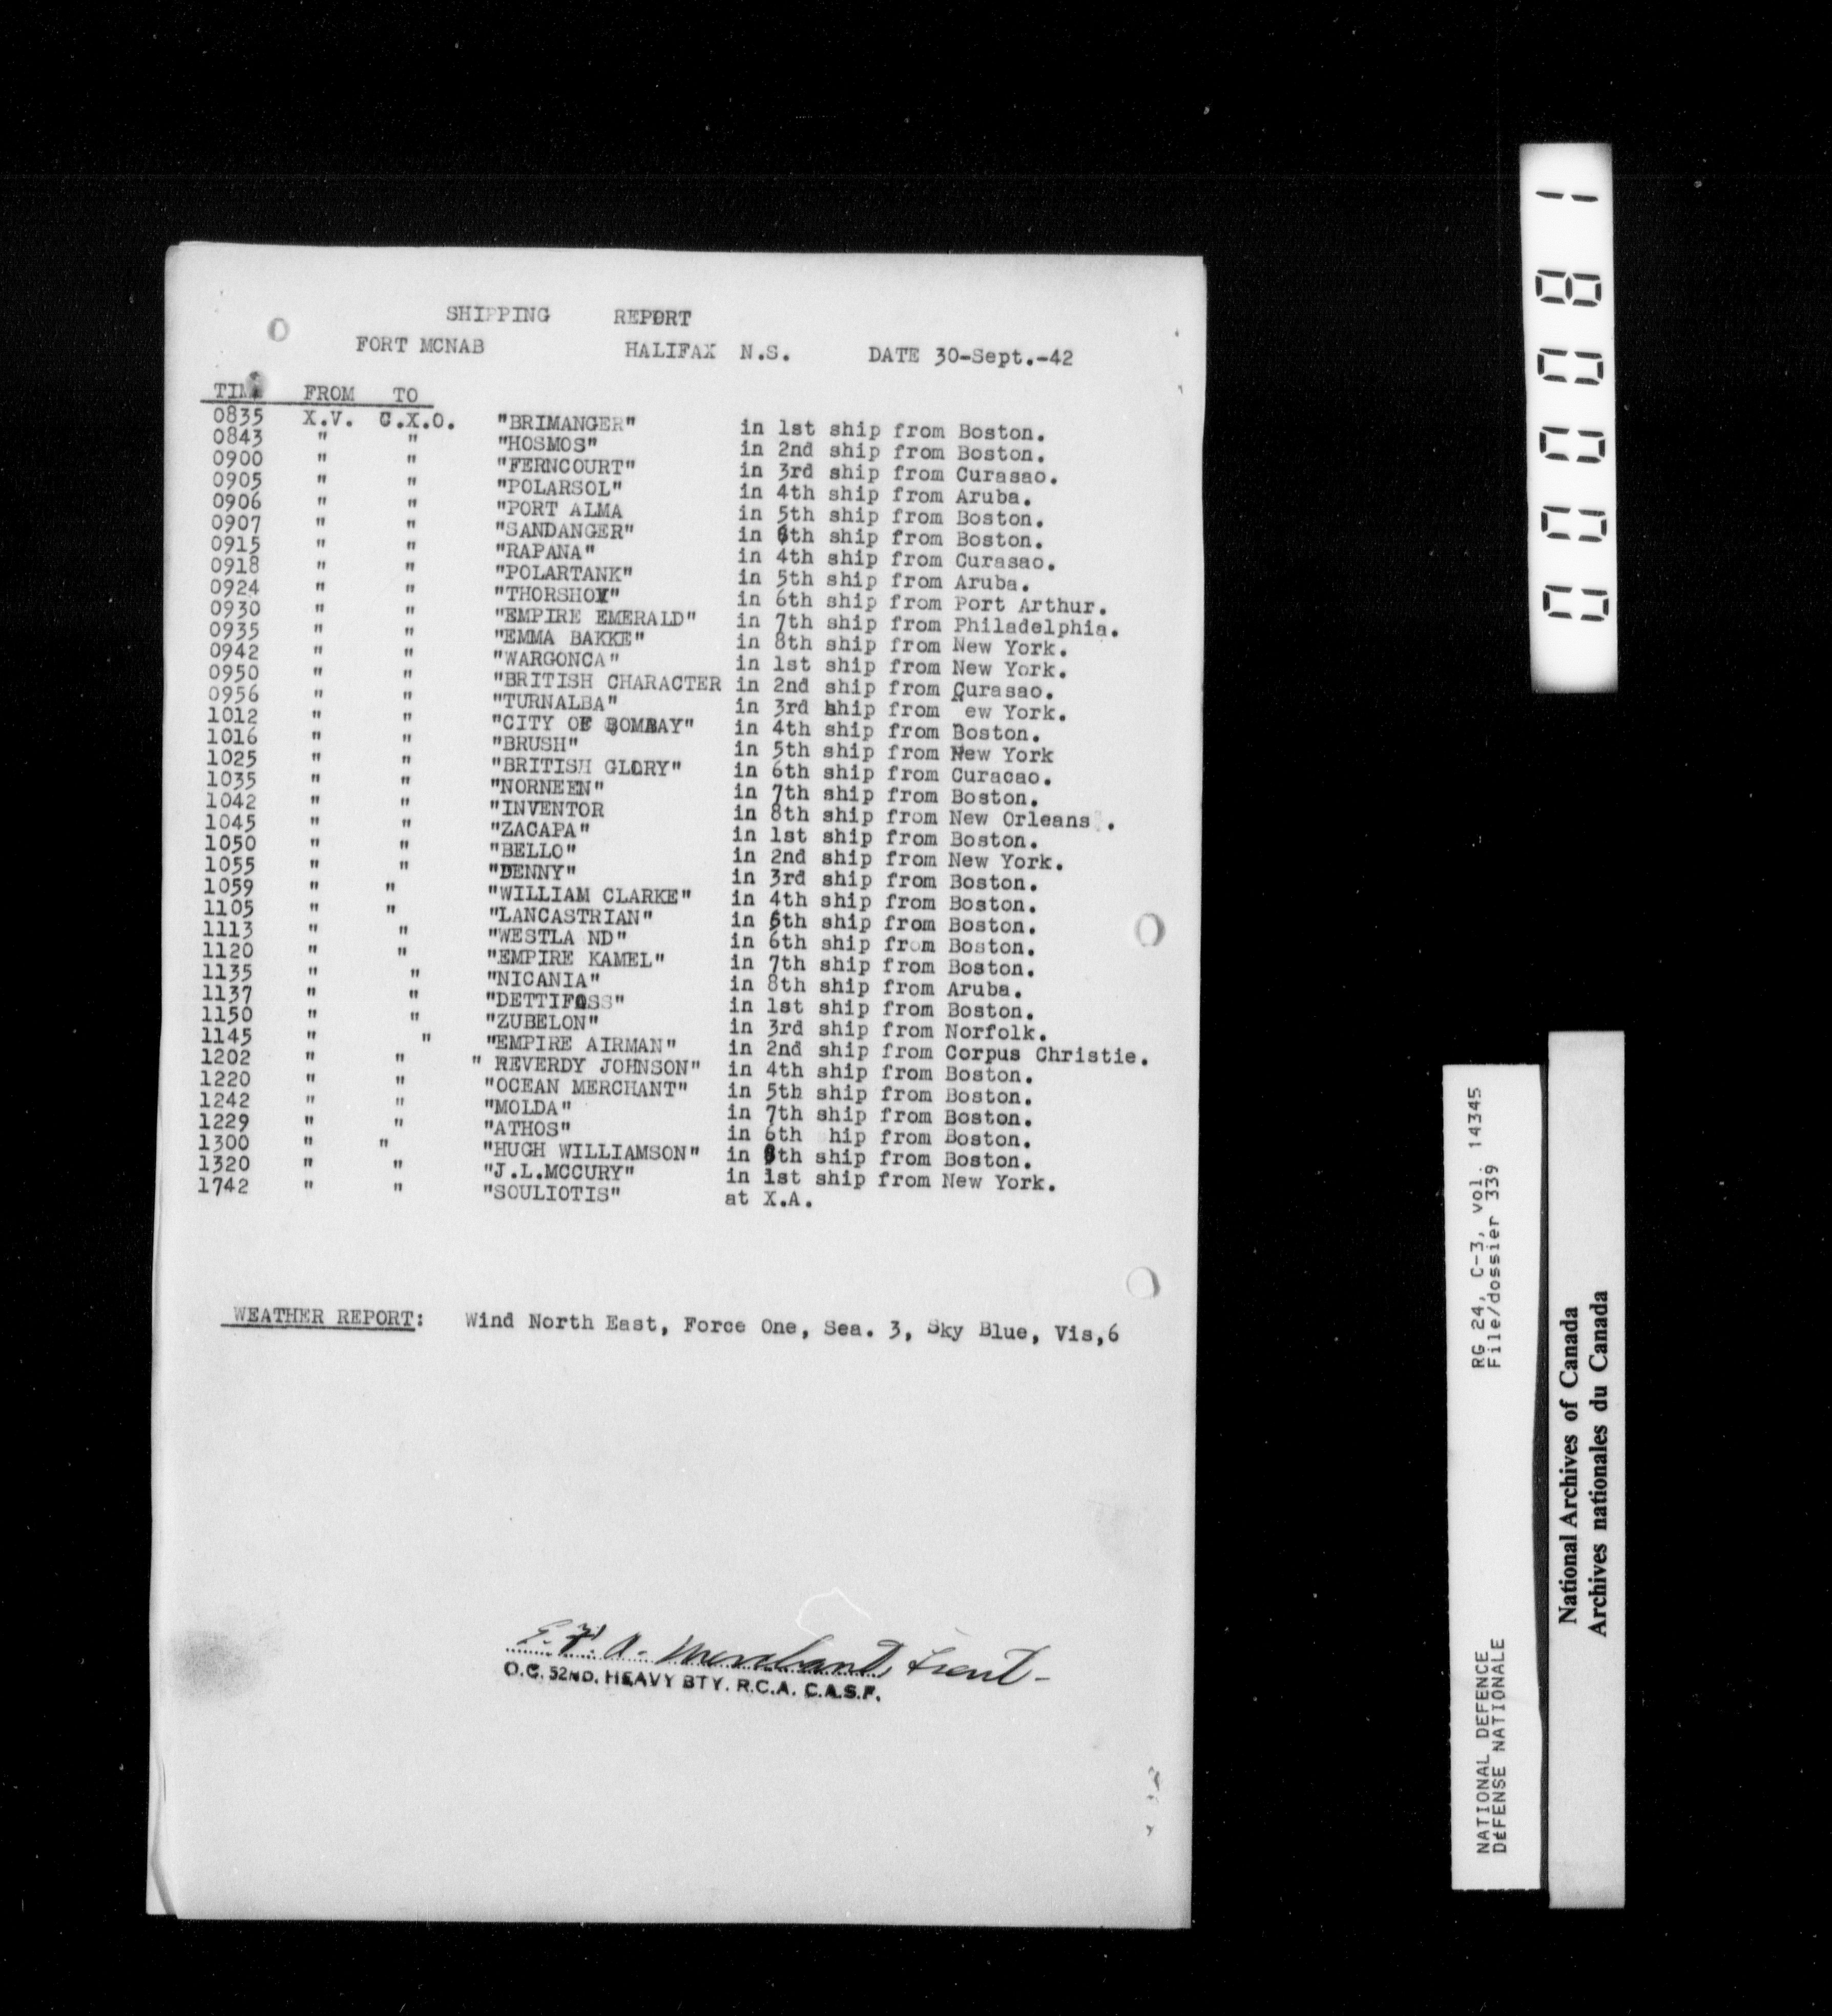 SHIPPING REPORT
FORT MCNAB HALIFAX N.S. DATE 30-Sept.-42
TIME FROM TO
0835 X.V. C.X.O. "BRIMANGER" in 1st ship from Boston.
0843 " " "HOSMOS" in 2nd ship from Boston.
0900 " " "FERNCOURT" in 3rd ship from Curasao.
0905 " " "POLARSOL" in 4th ship from Aruba.
0906 " " "PORT ALMA in 5th ship from Boston.
0907 " " "SANDANGER" in 6th ship from Boston.
0915 " " "RAPANA" in 4th ship from Curasao.
0918 " " "POLARTANK" in 5th ship from Aruba.
0924 " " "THORSHOV" in 6th ship from Port Arthur.
0930 " " "EMPIRE EMERALD" in 7th ship from Philadelphia.
0935 " " "EMMA BAKKE" in 8th ship from New York.
0942 " " "WARGONCA" in 1st ship from New York.
0950 " " "BRITISH CHARACTER in 2nd ship from Curasao.
0956 " " "TURNALBA" in 3rd ship from ew York.
1012 " " "CITY OF BOMBAY" in 4th ship from Boston.
1016 " " "BRUSH" in 5th ship from New York
1025 " " "BRITISH GLORY" in 6th ship from Curacao.
1035 " " "NORNEEN" in 7th ship from Boston.
1042 " " "INVENTOR in 8th ship from New Orleans .
1045 " " "ZACAPA" in 1st ship from Boston.
1050 " " "BELLO" in 2nd ship from New York.
1055 " " "DENNY" in 3rd ship from Boston.
1059 " " "WILLIAM CLARKE" in 4th ship from Boston.
1105 " " "LANCASTRIAN" in 5th ship from Boston.
1113 " " "WESTLA ND" in 6th ship from Boston.
1120 " " "EMPIRE KAMEL" in 7th ship from Boston.
1135 " " "NICANIA" in 8th ship from Aruba.
1137 " " "DETTIFOSS" in 1st ship from Boston.
1150 " " "ZUBELON" in 3rd ship from Norfolk.
1145 " " "EMPIRE AIRMAN" in 2nd ship from Corpus Christie.
1202 " " " REVERDY JOHNSON" in 4th ship from Boston.
1220 " " "OCEAN MERCHANT" in 5th ship from Boston.
1242 " " "MOLDA" in 7th ship from Boston.
1229 " " "ATHOS" in 6th hip from Boston.
1300 " " "HUGH WILLIAMSON" in 8th ship from Boston.
1320 " " "J.L.MCCURY" in 1st ship from New York.
1742 " " "SOULIOTIS" at X.A.
WEATHER REPORT: Wind North East, Force One, Sea. 3, Sky Blue, Vis,6
E.F. A. Merchant, Lieut-
O.C. 52ND. HEAVY BTY. R.C.A. C.A.S.F.
000081
NATIONAL DEFENCE RG 24, C-3, vol. 14345
DÉFENSE NATIONALE File/dossier 339
National Archives of Canada
Archives nationales du Canada